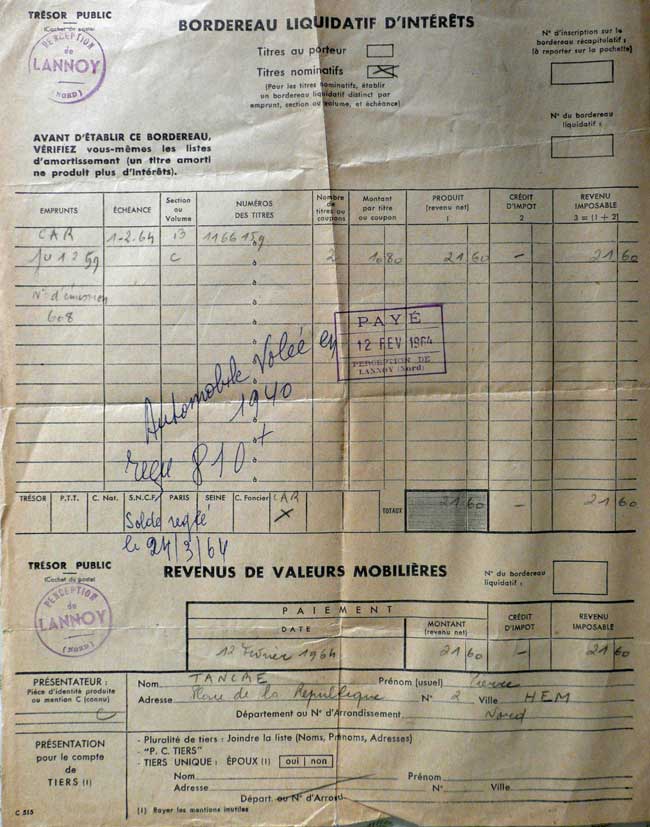 TRÉSOR PUBLIC
(Cachet du poste)
PERCEPTION
de
LANNOY
(NORD)
BORDEREAU LIQUIDATIF D'INTÉRÊTS
Titres au porteur
Titres nominatifs
(Pour les titres nominatifs, établir
un bordereau liquidatif distinct par
emprunt, section ou volume, et échéance)
N° d'inscription sur le
bordereau récapitulatif :
(à reporter sur la pochette)
N° du bordereau
liquidatif :
AVANT D'ÉTABLIR CE BORDEREAU,
VÉRIFIEZ vous-mêmes les listes
d'amortissement (un titre amorti
ne produit plus d'intérêts).
EMPRUNTS ÉCHÉANCE Section ou Volume NUMÉROS DES TITRES Nombre de titres ou coupons Montant par titre ou coupon PRODUIT (revenu net) 1 CRÉDIT D'IMPOT 2 REVENU IMPOSABLE 3 = (1 + 2)
CAR 1-2-64 13 1166159
C 2 1080 21 60 - 21 60
N° d'émission
608
PAYÉ
12 FEV 1964
PERCEPTION DE
LANNOY (Nord)
Automobile Volée en
1940
reçu 810
TRÉSOR P.T.T. C. Nat. S.N.C.F. PARIS SEINE C. Foncier CAR TOTAUX 21 60 - 21 60
Solde reglé
le 24/3/64
TRÉSOR PUBLIC
(Cachet du poste)
PERCEPTION
de
LANNOY
(NORD)
REVENUS DE VALEURS MOBILIÈRES
N° du bordereau
liquidatif :
PAIEMENT
DATE MONTANT (revenu net) CRÉDIT D'IMPOT REVENU IMPOSABLE
12 Février 1964 21 60 - 21 60
PRÉSENTATEUR :
Pièce d'identité produite
ou mention C (connu)
C
Nom TANCRE Prénom (usuel) Pierre
Adresse Place de la Republique N° 2 Ville HEM
Département ou N° d'Arrondissement Nord
PRÉSENTATION
pour le compte
de
TIERS (1)
- Pluralité de tiers : Joindre la liste (Noms, Prénoms, Adresses)
- "P. C. TIERS"
- TIERS UNIQUE : ÉPOUX (1) oui | non
Nom Prénom
Adresse N° Ville
Départ. ou N° d'Arrond
C 515
(1) Rayer les mentions inutiles